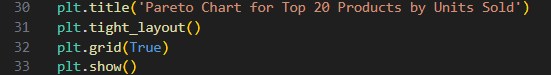 30 plt.title('Pareto Chart for Top 20 Products by Units Sold')
31 plt.tight_layout()
32 plt.grid(True)
33 plt.show()